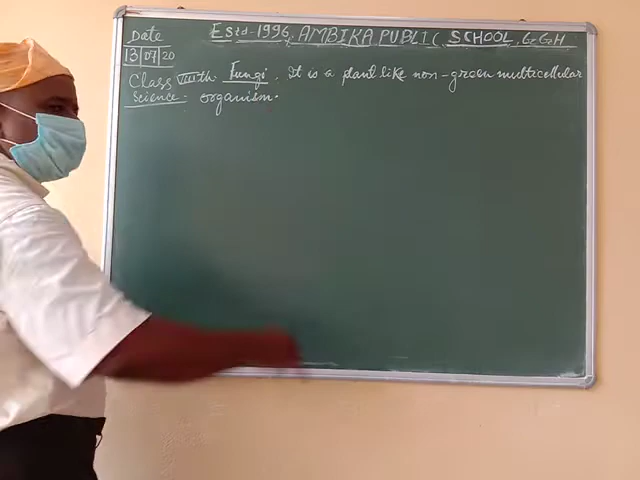 Date
Estd-1996, AMBIKA PUBLIC SCHOOL, GZGH
13 07 20
Class VIIIth. Fungi. It is a plant like non-green multicellular
Science. organism.